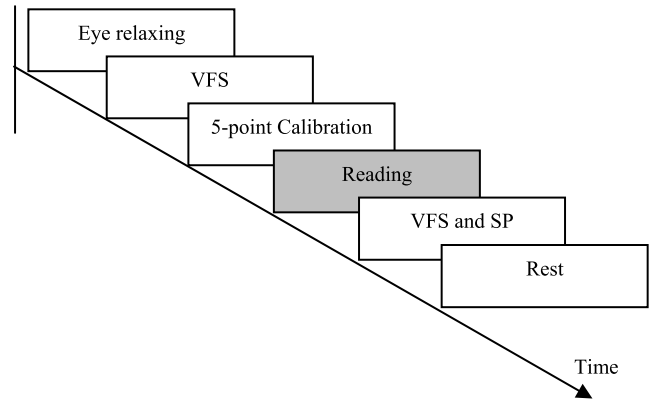 Eye relaxing
VFS
5-point Calibration
Reading
VFS and SP
Rest
Time